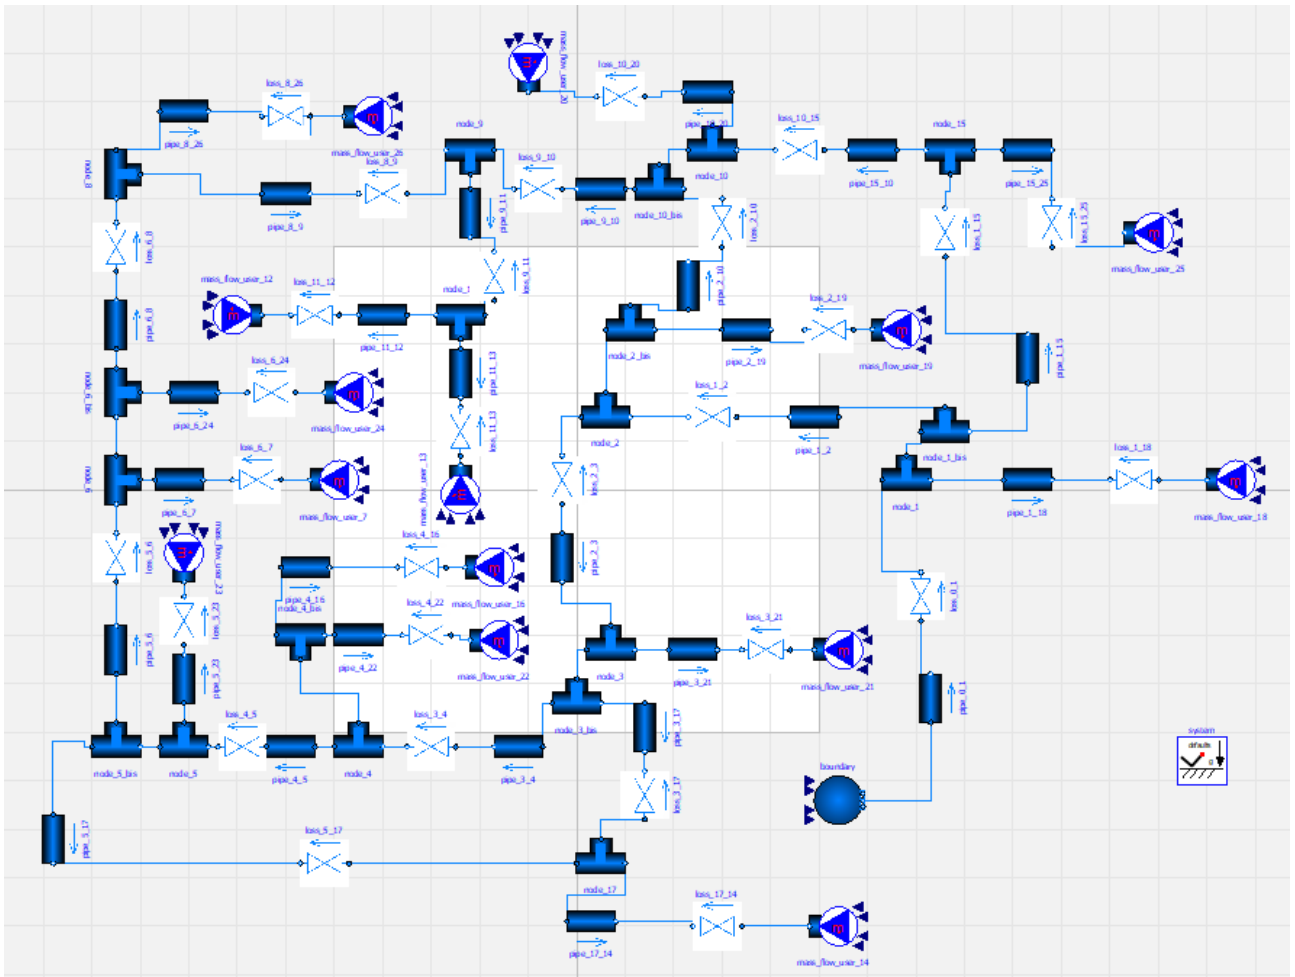 mass_flow_user_20
loss_10_20
loss_8_26
pipe_8_26
mass_flow_user_26
node_9
pipe_10_20
loss_10_15
node_15
node_8
loss_8_9
loss_9_10
node_10
pipe_15_10
pipe_15_25
pipe_8_9
pipe_9_11
pipe_9_10
node_10_bis
loss_2_10
loss_1_15
loss_15_25
loss_6_8
mass_flow_user_25
mass_flow_user_12
loss_11_12
node_1
loss_9_11
pipe_2_10
pipe_6_8
pipe_11_12
loss_2_19
node_2_bis
pipe_2_19
mass_flow_user_19
pipe_1_15
loss_6_24
pipe_11_13
loss_1_2
node_6_bis
pipe_6_24
mass_flow_user_24
loss_11_13
node_2
pipe_1_2
node_1_bis
loss_6_7
mass_flow_user_13
loss_2_3
loss_1_18
node_6
pipe_6_7
mass_flow_user_7
node_1
pipe_1_18
mass_flow_user_18
loss_5_6
mass_flow_user_23
loss_4_16
pipe_2_3
pipe_4_16
mass_flow_user_16
loss_0_1
node_4_bis
loss_4_22
loss_5_23
loss_3_21
pipe_5_6
pipe_4_22
mass_flow_user_22
node_3
pipe_3_21
mass_flow_user_21
pipe_5_23
pipe_0_1
loss_4_5
loss_3_4
node_3_bis
pipe_3_17
system
defaults
g
node_5_bis
node_5
pipe_4_5
node_4
pipe_3_4
boundary
loss_3_17
pipe_5_17
loss_5_17
node_17
loss_17_14
pipe_17_14
mass_flow_user_14